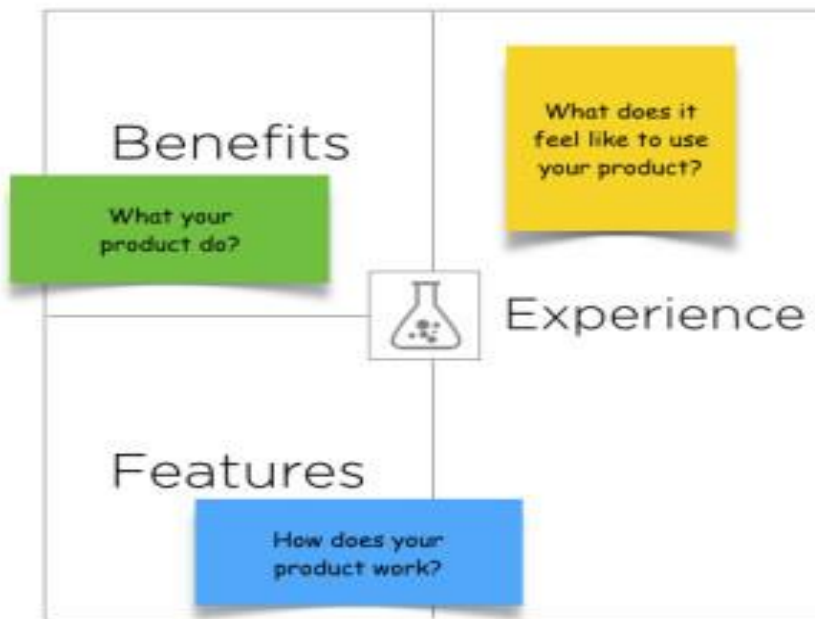 Benefits
What your
product do?
What does it
feel like to use
your product?
Experience
Features
How does your
product work?